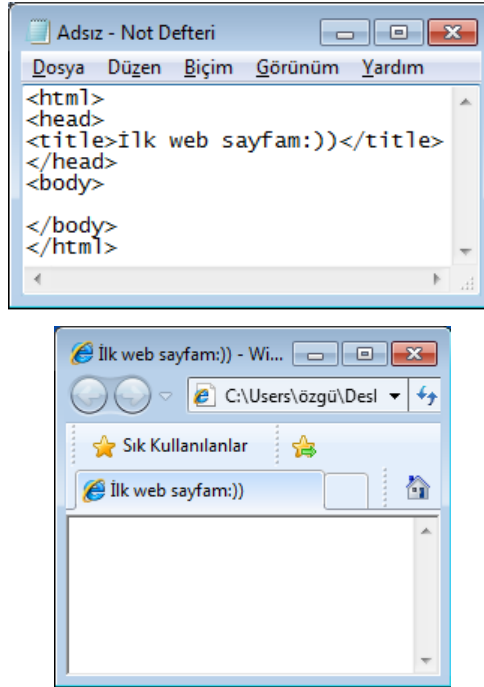 Adsız - Not Defteri
Dosya Düzen Biçim Görünüm Yardım
<html>
<head>
<title>İlk web sayfam:))</title>
</head>
<body>
</body>
</html>
İlk web sayfam:)) - Wi...
C:\Users\özgü\Desl
Sık Kullanılanlar
İlk web sayfam:))